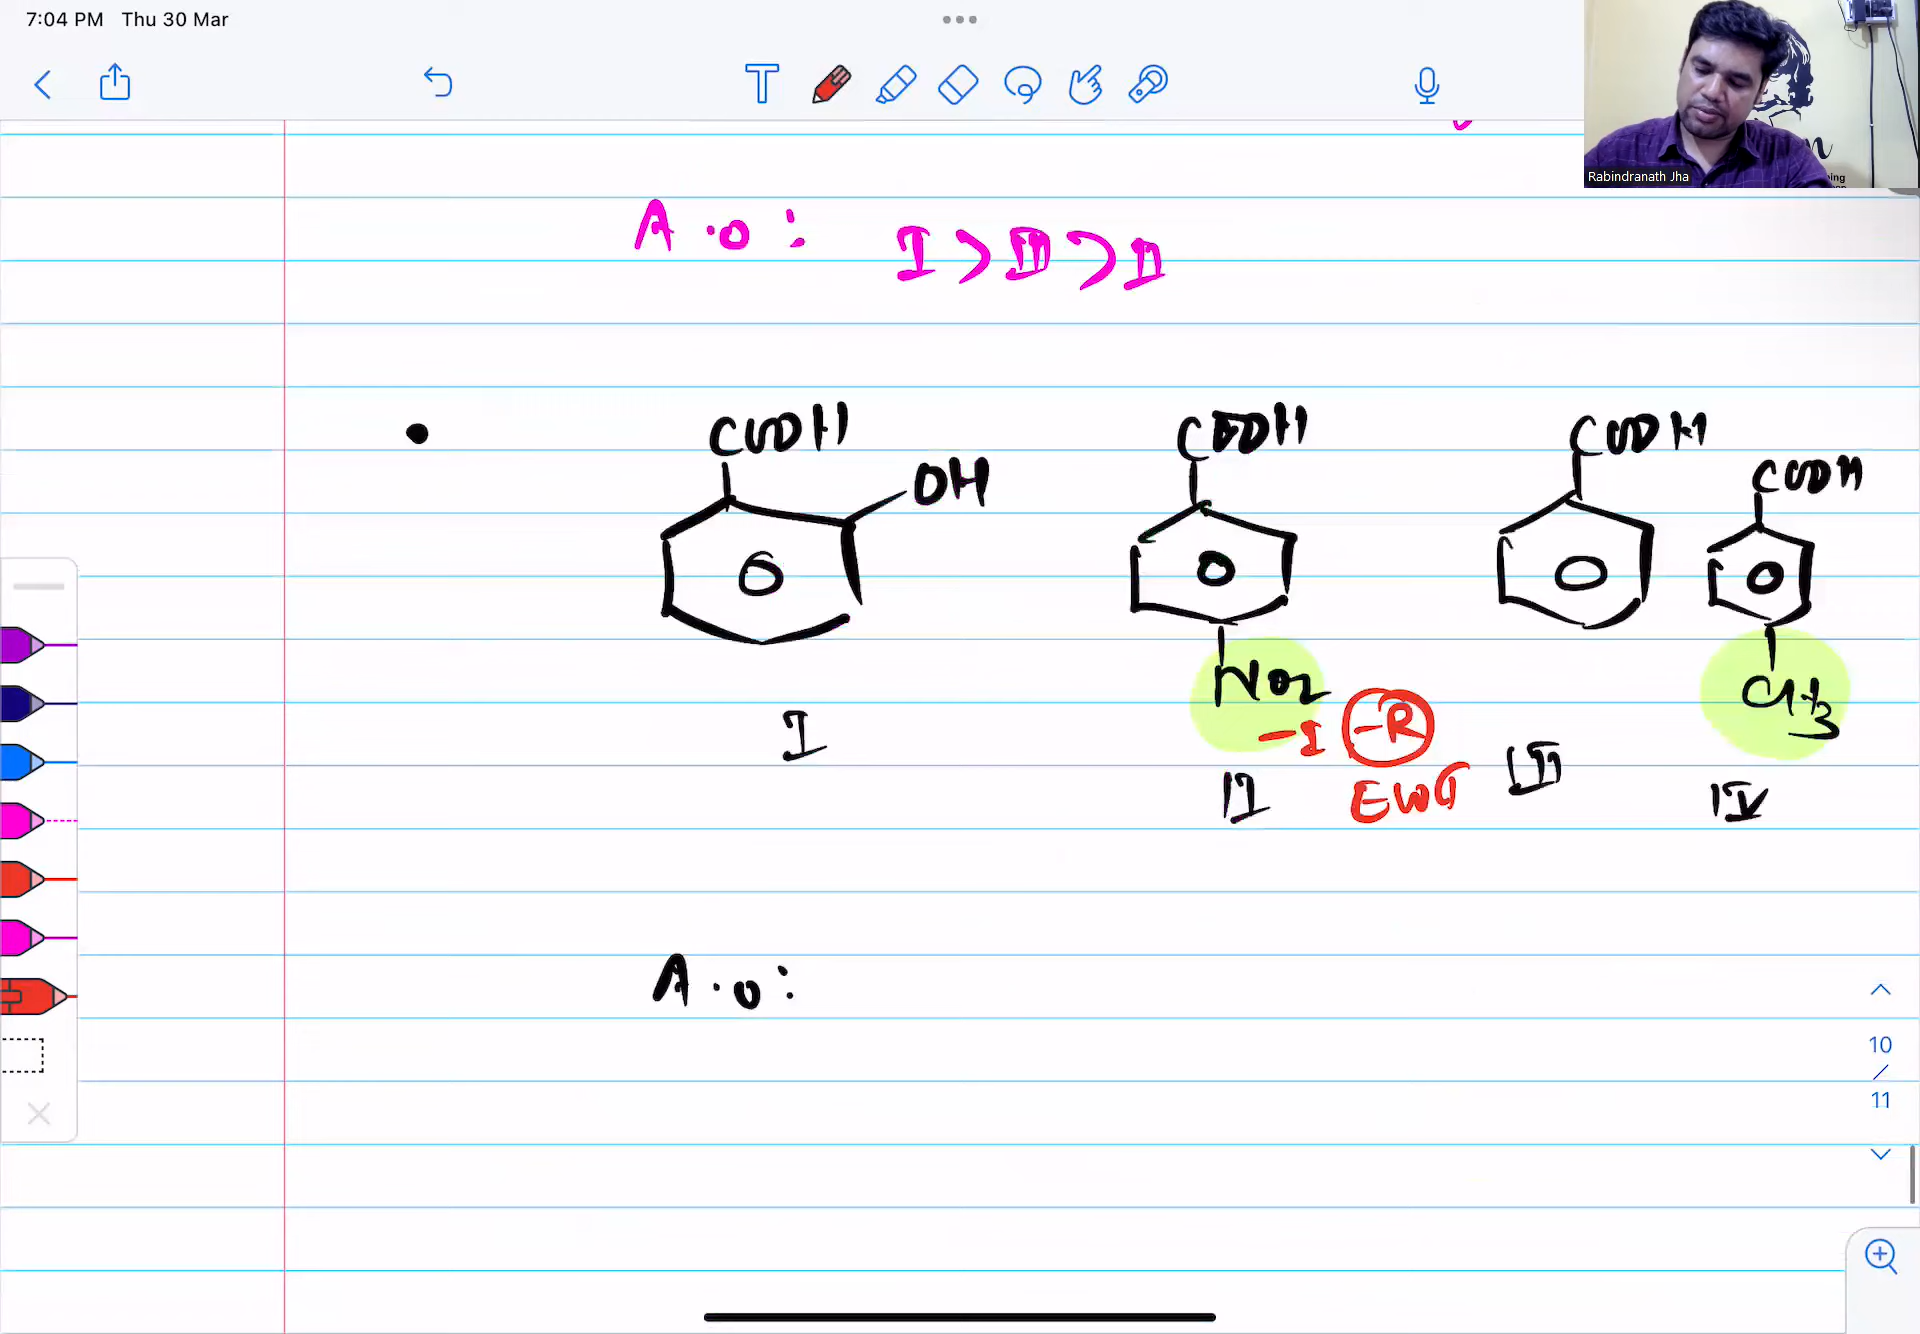 7:04 PM Thu 30 Mar
T
Rabindranath Jha
A.O: I > III > II
COOH COOH COOH COOH
OH
NO2 CH3
-I -R
I II EWG III IV
A.O:
10
/
11